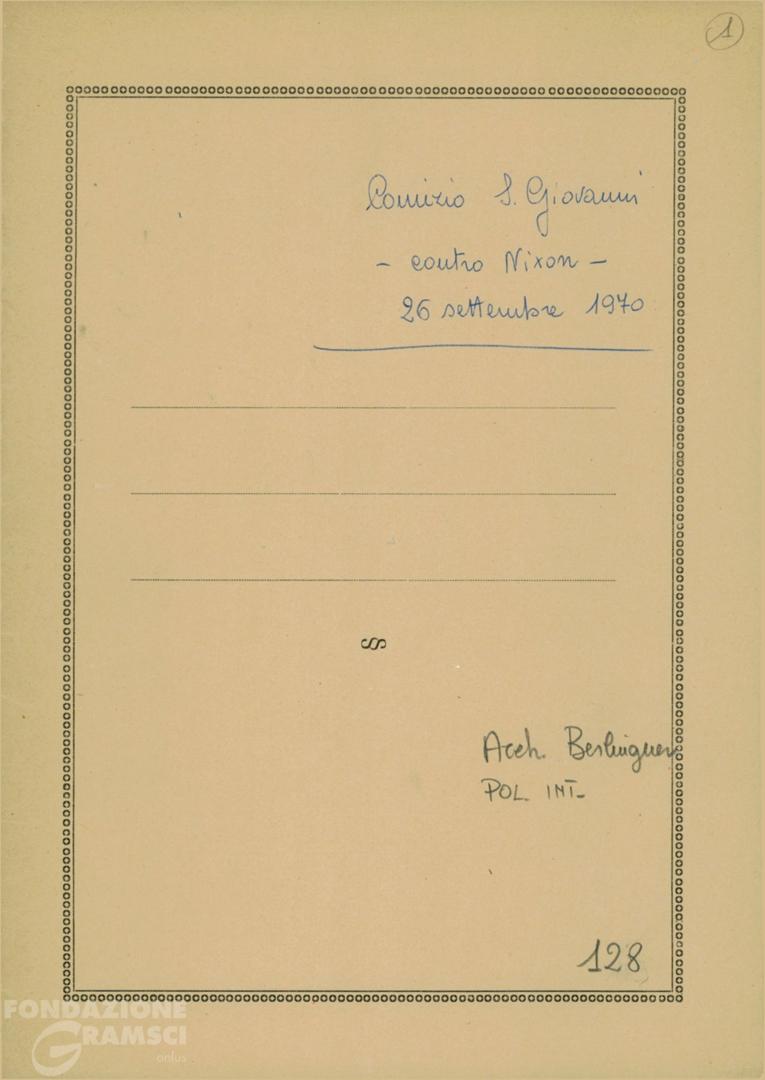 1
Comizio S. Giovanni
- contro Nixon -
26 settembre 1970
§
Arch. Berlinguer
POL. INT.
128
FONDAZIONE
GRAMSCI
onlus